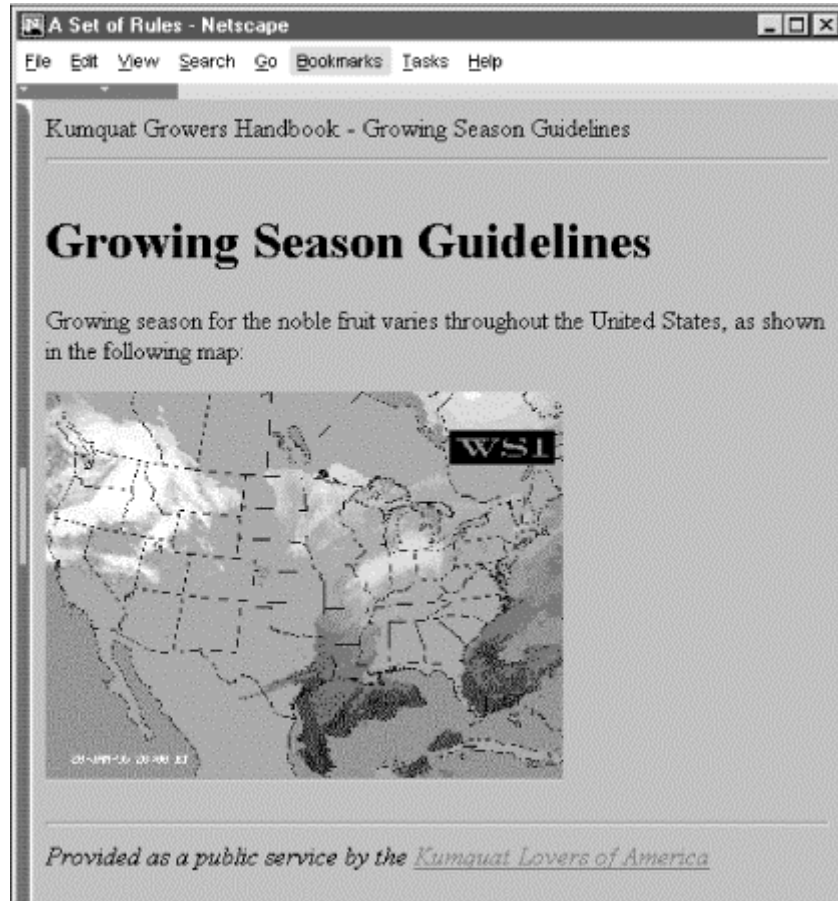 A Set of Rules - Netscape
File Edit View Search Go Bookmarks Tasks Help
Kumquat Growers Handbook - Growing Season Guidelines
Growing Season Guidelines
Growing season for the noble fruit varies throughout the United States, as shown
in the following map:
WSI
Provided as a public service by the Kumquat Lovers of America